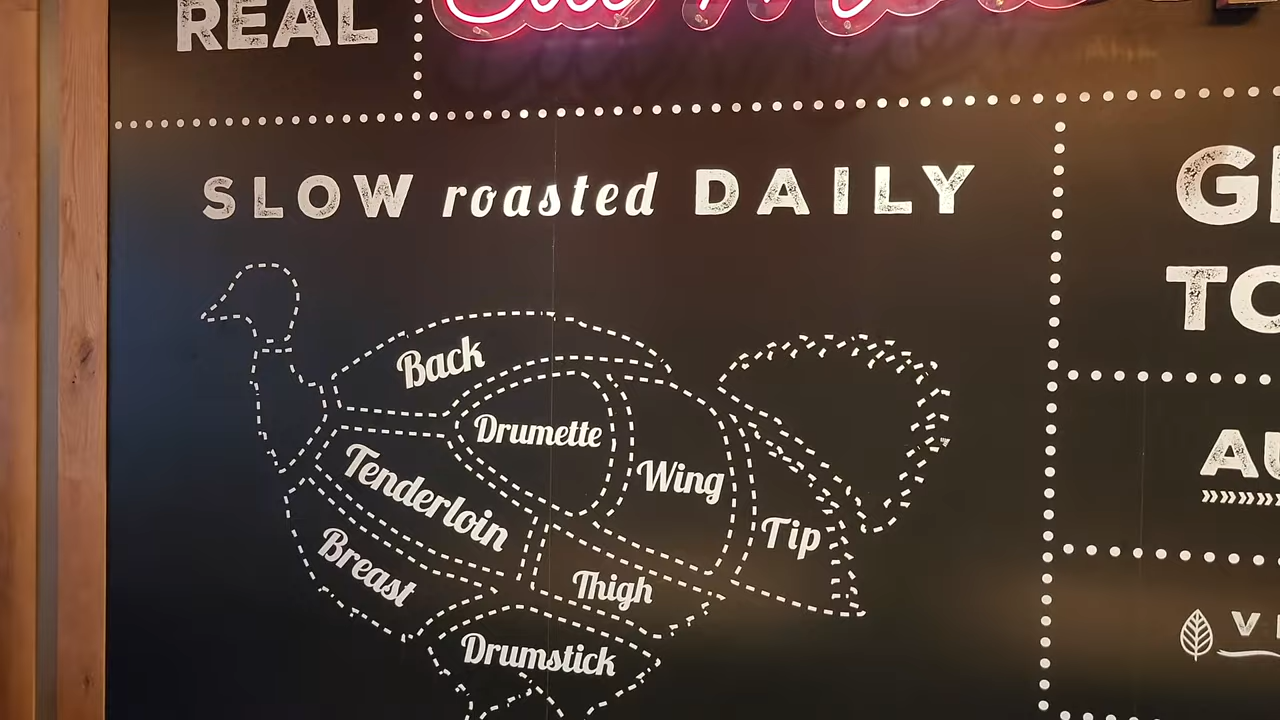 REAL
SLOW roasted DAILY
Back
Drumette
Tenderloin
Wing
Tip
Breast
Thigh
Drumstick